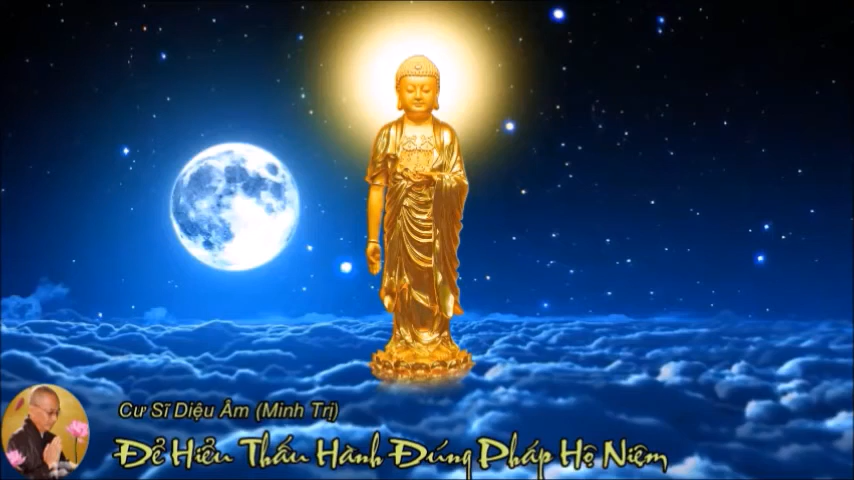 Cư Sĩ Diệu Âm (Minh Trị)
Để Hiểu Thấu Hành Đúng Pháp Hộ Niệm